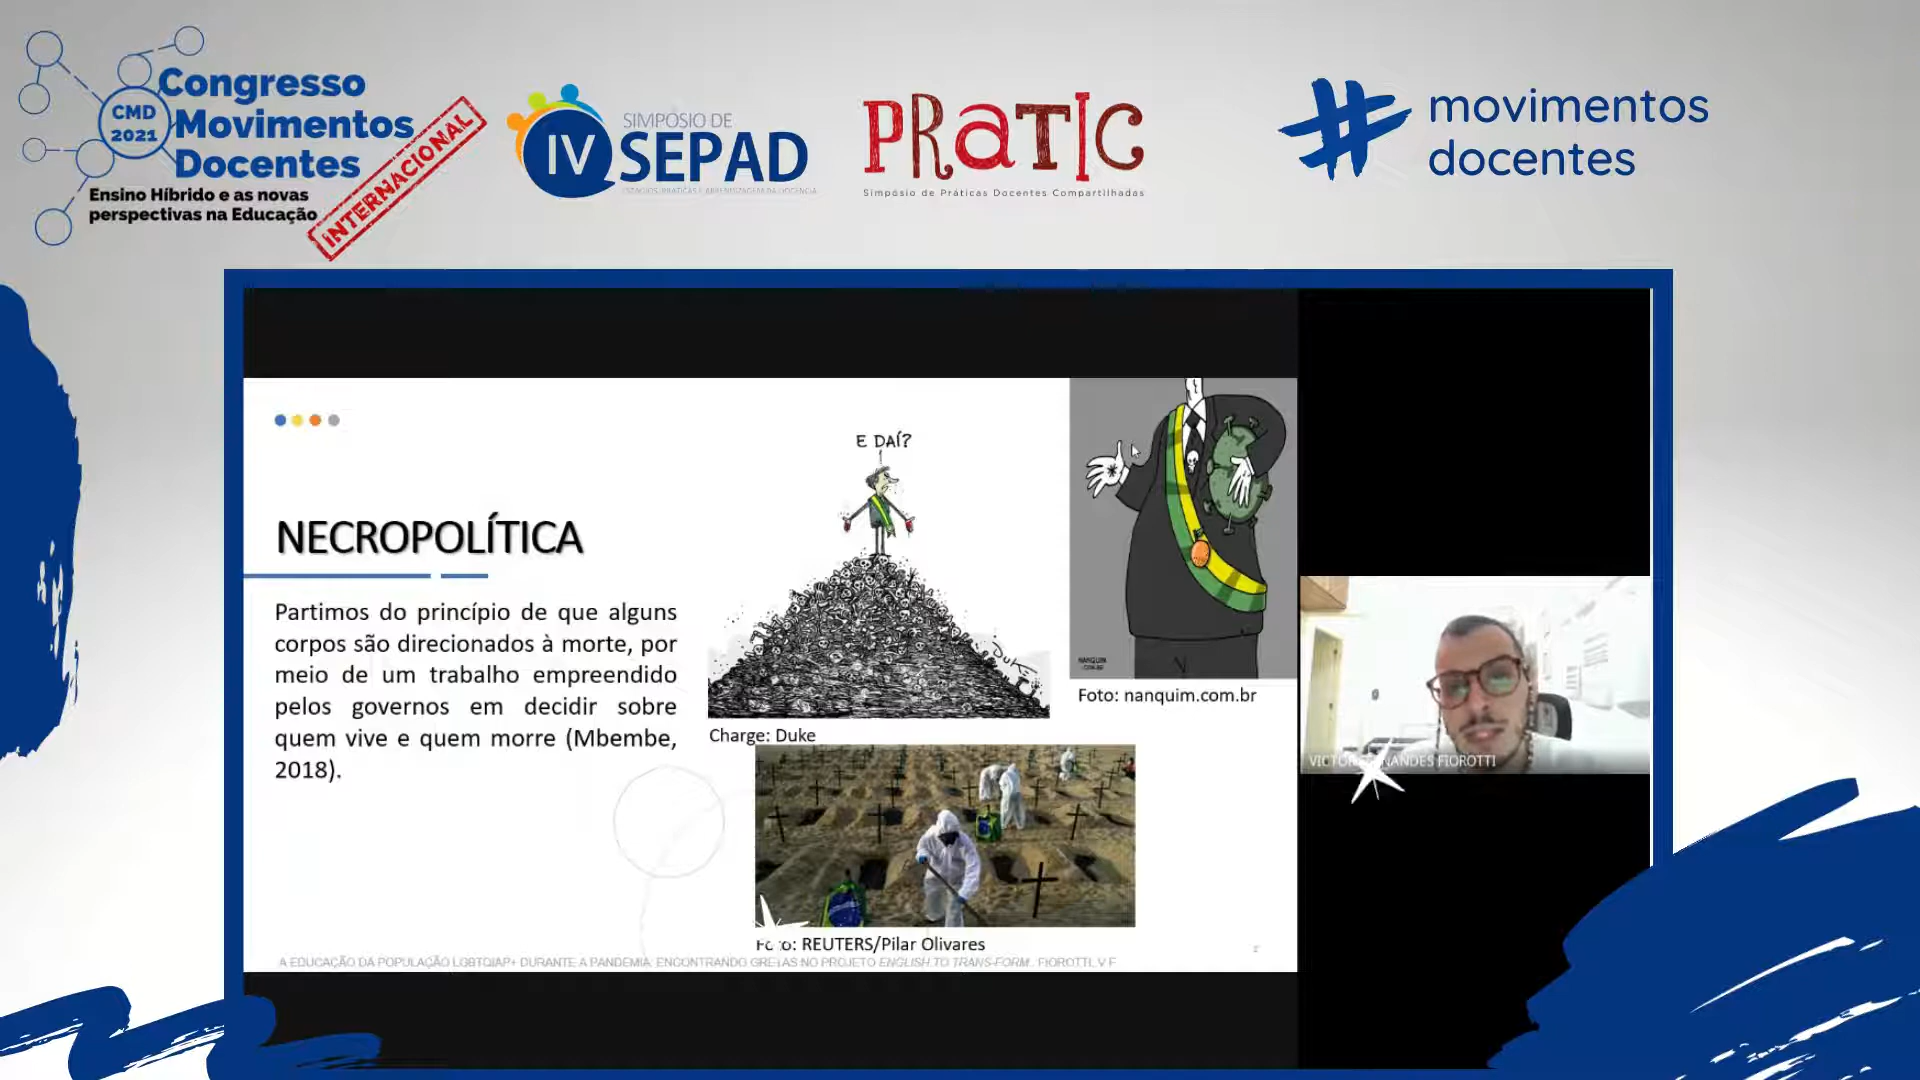 Congresso
Movimentos
Docentes
CMD
2021
Ensino Híbrido e as novas
perspectivas na Educação
INTERNACIONAL
SIMPÓSIO DE
IV SEPAD
PRATIC
Simpósio de Práticas Docentes Compartilhadas
movimentos
docentes
E DAÍ?
NECROPOLÍTICA
Partimos do princípio de que alguns
corpos são direcionados à morte, por
meio de um trabalho empreendido
pelos governos em decidir sobre
quem vive e quem morre (Mbembe,
2018).
Duke
Charge: Duke
NANQUIM
.COM.BR
Foto: nanquim.com.br
Foto: REUTERS/Pilar Olivares
A EDUCAÇÃO DA POPULAÇÃO LGBTQIAP+ DURANTE A PANDEMIA: ENCONTRANDO GRETAS NO PROJETO ENGLISH TO TRANS-FORM. FIOROTTI, V F
VICTOR FERNANDES FIOROTTI